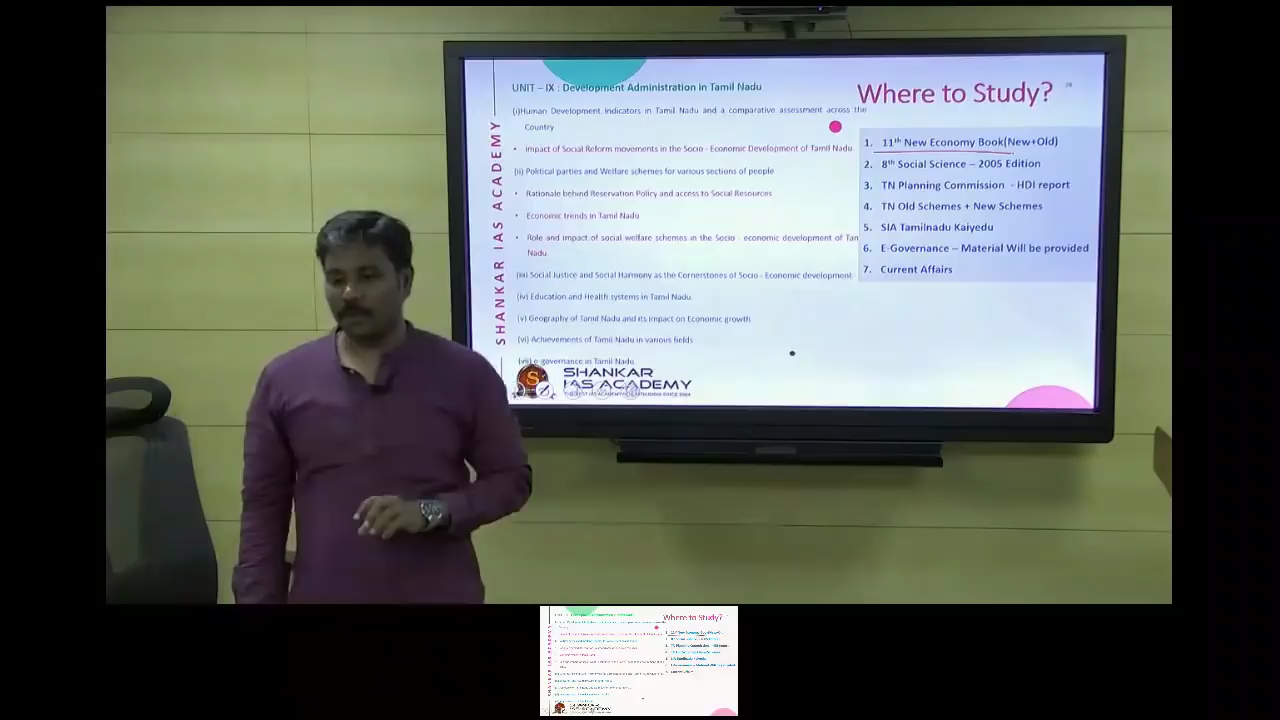 SHANKAR IAS ACADEMY
UNIT – IX : Development Administration in Tamil Nadu
(i)Human Development Indicators in Tamil Nadu and a comparative assessment across the
Country
• Impact of Social Reform movements in the Socio - Economic Development of Tamil Nadu
(ii) Political parties and Welfare schemes for various sections of people
• Rationale behind Reservation Policy and access to Social Resources
• Economic trends in Tamil Nadu
• Role and impact of social welfare schemes in the Socio - economic development of Tam
Nadu
(iii) Social Justice and Social Harmony as the Cornerstones of Socio - Economic development
(iv) Education and Health systems in Tamil Nadu
(v) Geography of Tamil Nadu and its impact on Economic growth
(vi) Achievements of Tamil Nadu in various fields
(vii) e-governance in Tamil Nadu
SHANKAR
IAS ACADEMY
Where to Study?
1. 11th New Economy Book(New+Old)
2. 8th Social Science – 2005 Edition
3. TN Planning Commission - HDI report
4. TN Old Schemes + New Schemes
5. SIA Tamilnadu Kaiyedu
6. E-Governance – Material Will be provided
7. Current Affairs
Where to Study?